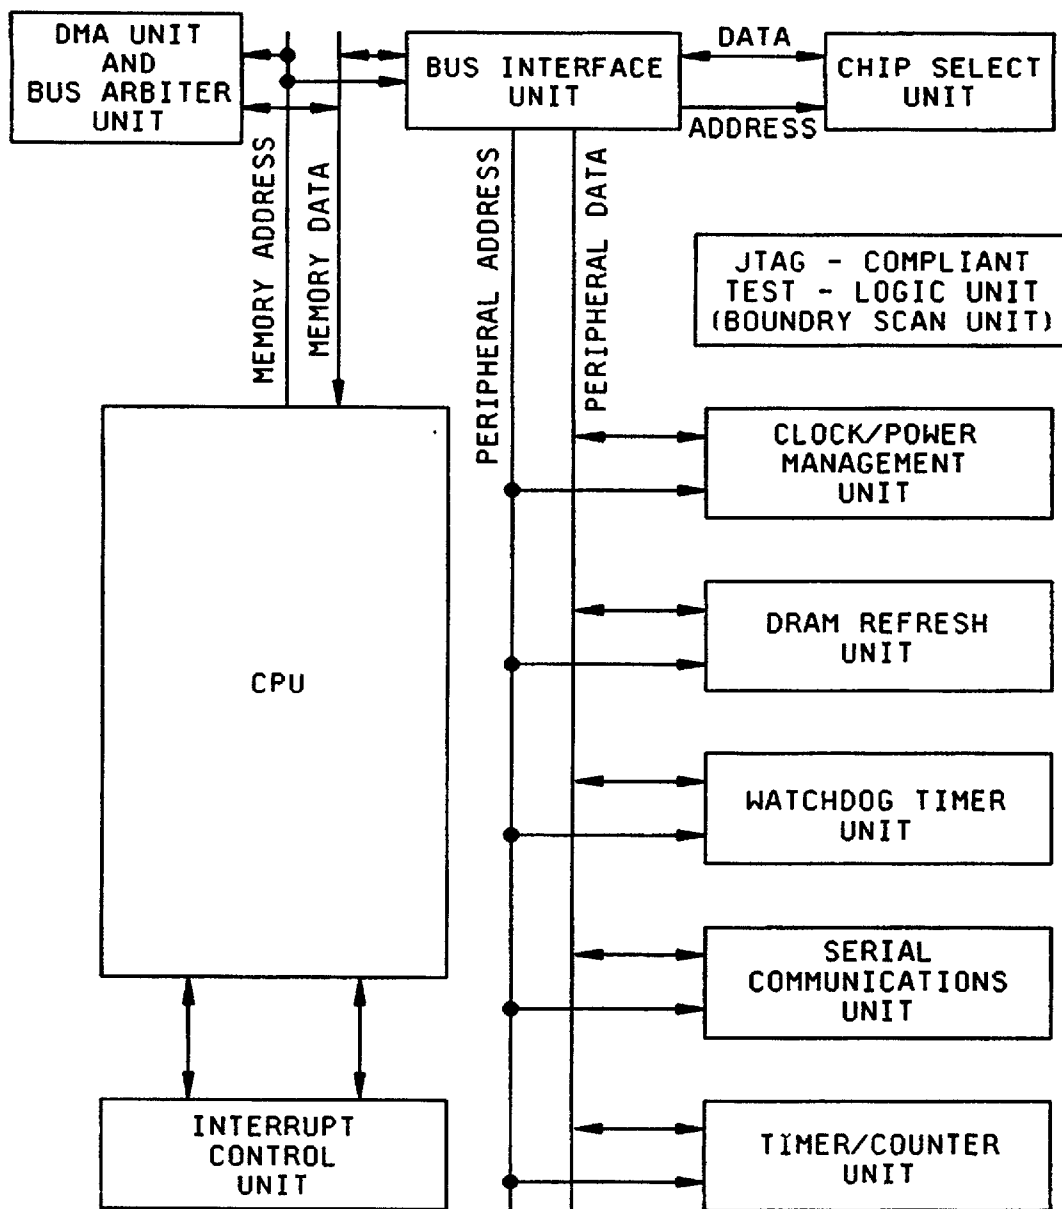 DMA UNIT
AND
BUS ARBITER
UNIT
BUS INTERFACE
UNIT
DATA
ADDRESS
CHIP SELECT
UNIT
MEMORY ADDRESS
MEMORY DATA
PERIPHERAL ADDRESS
PERIPHERAL DATA
JTAG - COMPLIANT
TEST - LOGIC UNIT
(BOUNDRY SCAN UNIT)
CLOCK/POWER
MANAGEMENT
UNIT
DRAM REFRESH
UNIT
CPU
WATCHDOG TIMER
UNIT
SERIAL
COMMUNICATIONS
UNIT
INTERRUPT
CONTROL
UNIT
TIMER/COUNTER
UNIT